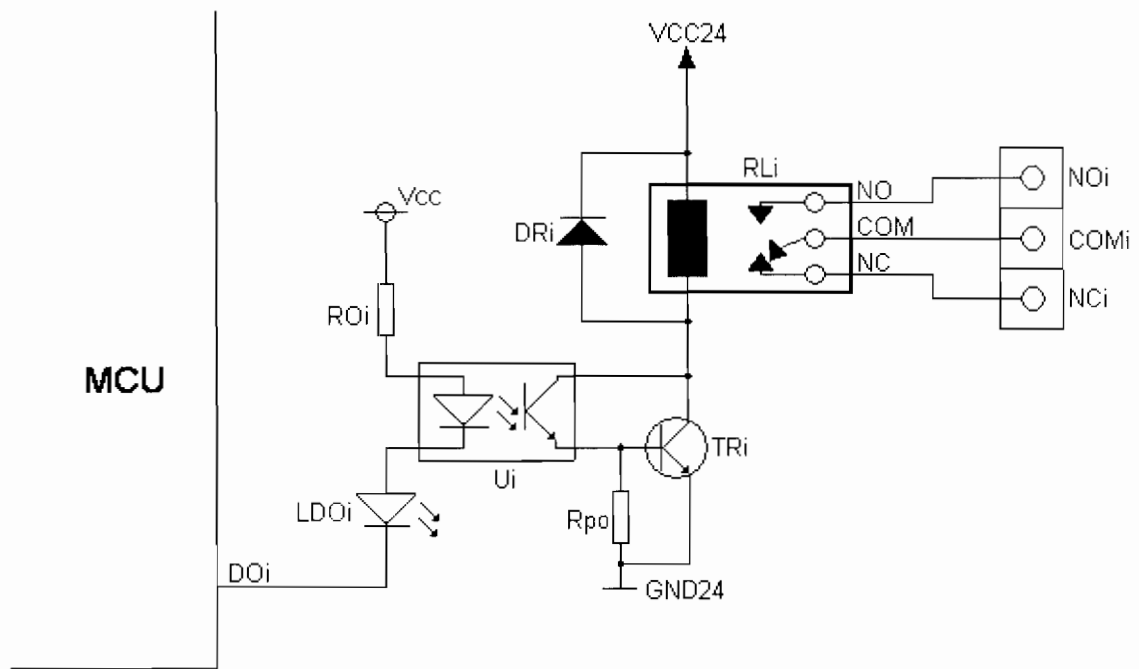 VCC24
RLi
NO
NOi
Vcc
DRi
COM
COMi
NC
NCi
ROi
MCU
Ui
TRi
LDOi
Rpo
DOi
GND24